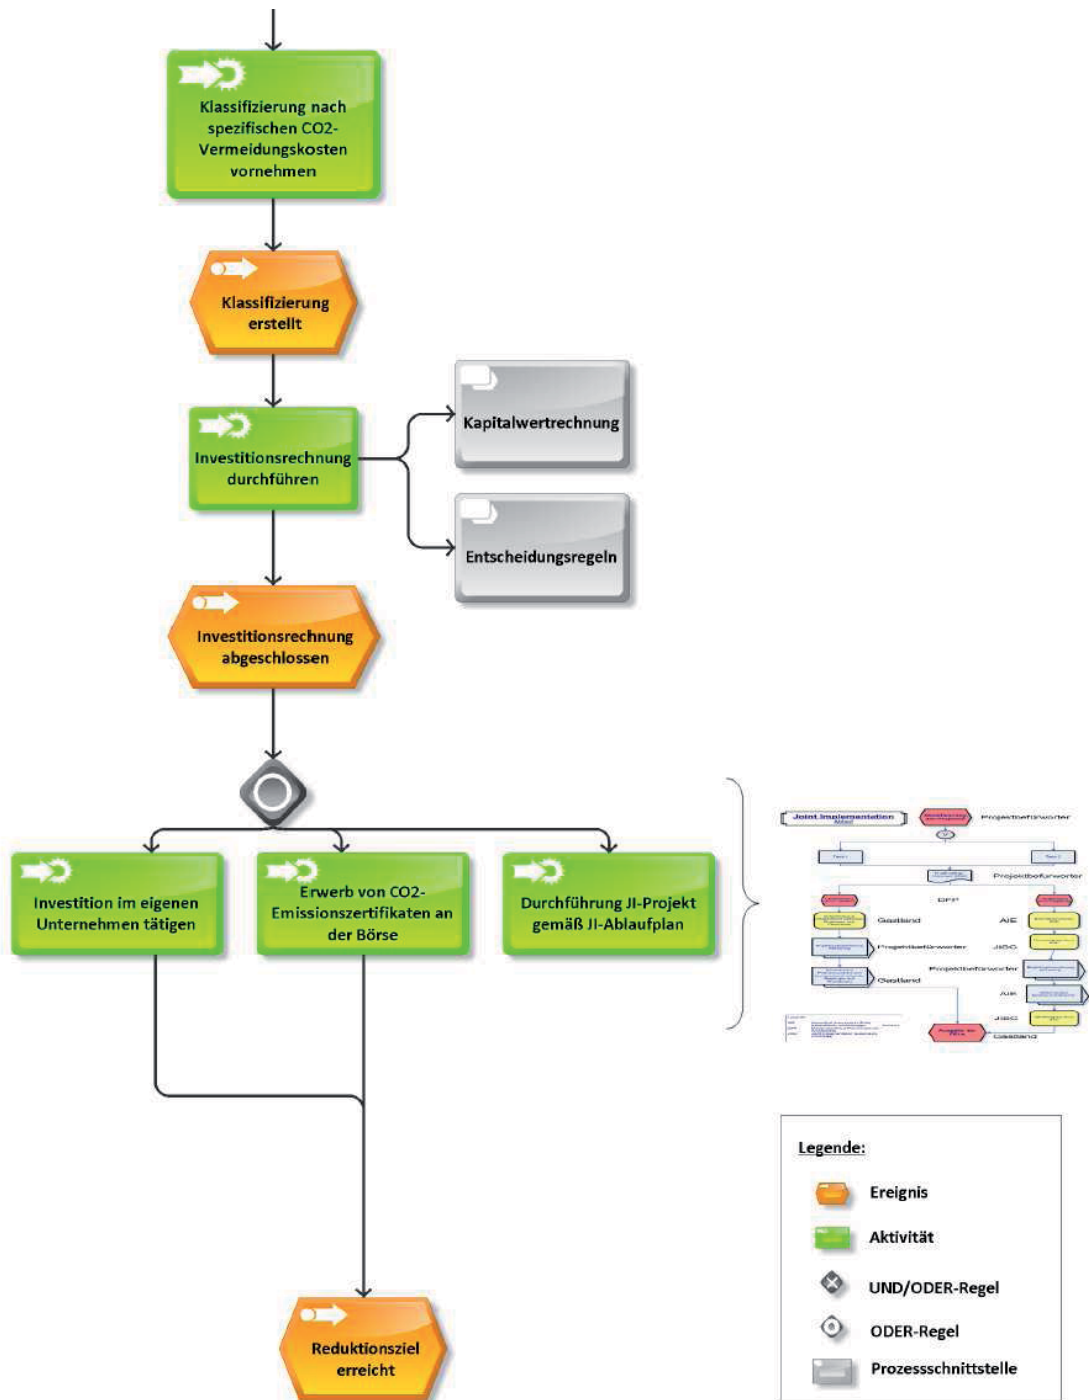 Klassifizierung nach
spezifischen CO2-
Vermeidungskosten
vornehmen
Klassifizierung
erstellt
Investitionsrechnung
durchführen
Kapitalwertrechnung
Entscheidungsregeln
Investitionsrechnung
abgeschlossen
Investition im eigenen
Unternehmen tätigen
Erwerb von CO2-
Emissionszertifikaten an
der Börse
Durchführung JI-Projekt
gemäß JI-Ablaufplan
Joint Implementation
Projektbefürworter
Projektbefürworter
DFP
Gastland
AIE
Projektbefürworter
JISC
Projektbefürworter
Gastland
AIE
JISC
Gastland
Reduktionsziel
erreicht
Legende:
Ereignis
Aktivität
UND/ODER-Regel
ODER-Regel
Prozessschnittstelle